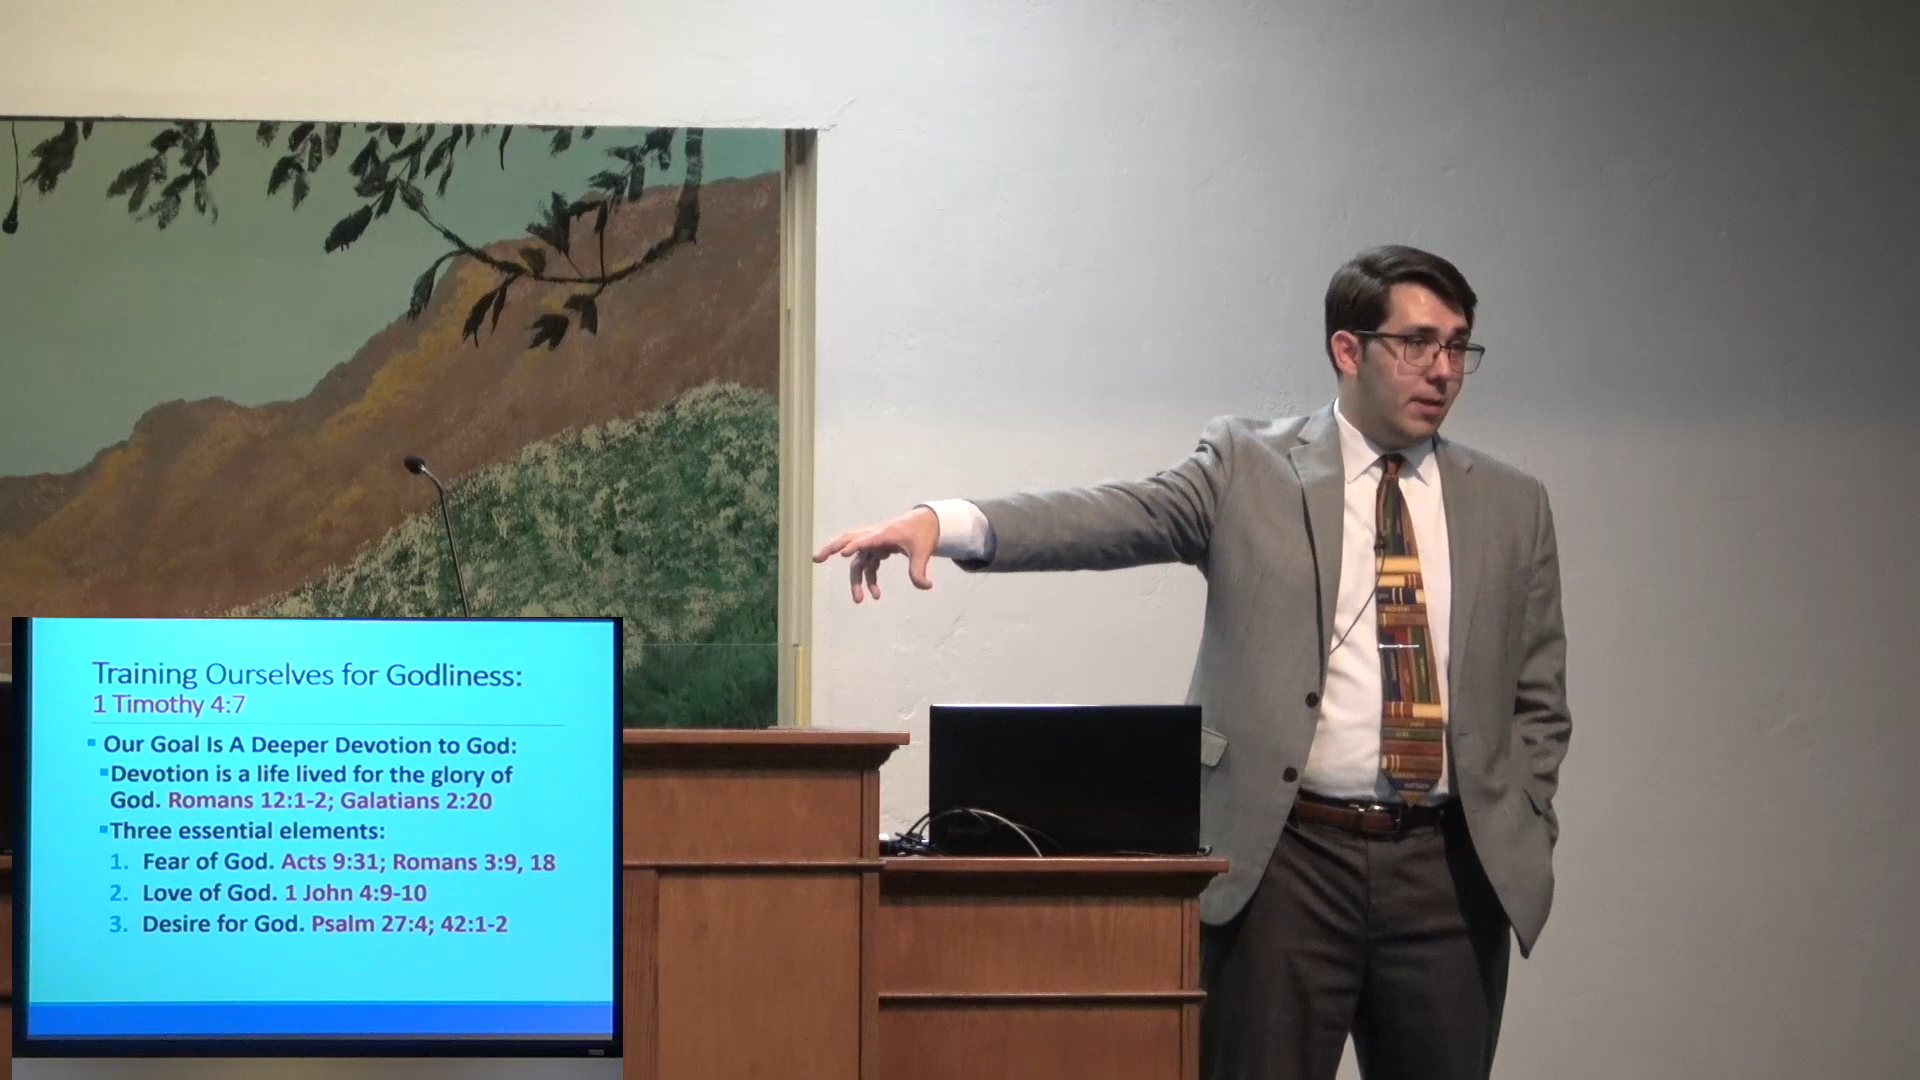 Training Ourselves for Godliness:
1 Timothy 4:7
Our Goal Is A Deeper Devotion to God:
Devotion is a life lived for the glory of
God. Romans 12:1-2; Galatians 2:20
Three essential elements:
1. Fear of God. Acts 9:31; Romans 3:9, 18
2. Love of God. 1 John 4:9-10
3. Desire for God. Psalm 27:4; 42:1-2